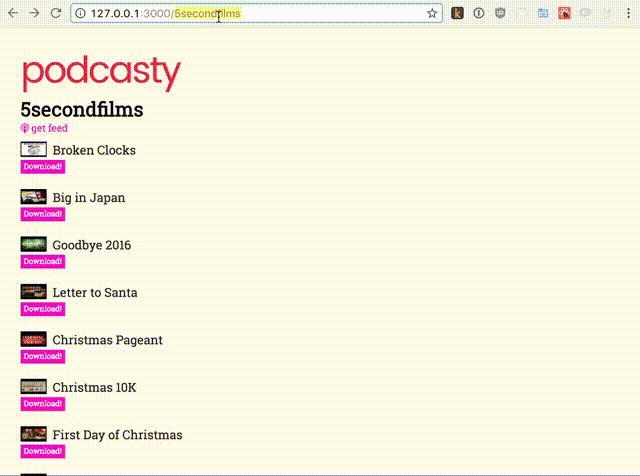 127.0.0.1:3000/5secondfilms
podcasty
5secondfilms
get feed
Broken Clocks
Download!
Big in Japan
Download!
Goodbye 2016
Download!
Letter to Santa
Download!
Christmas Pageant
Download!
Christmas 10K
Download!
First Day of Christmas
Download!